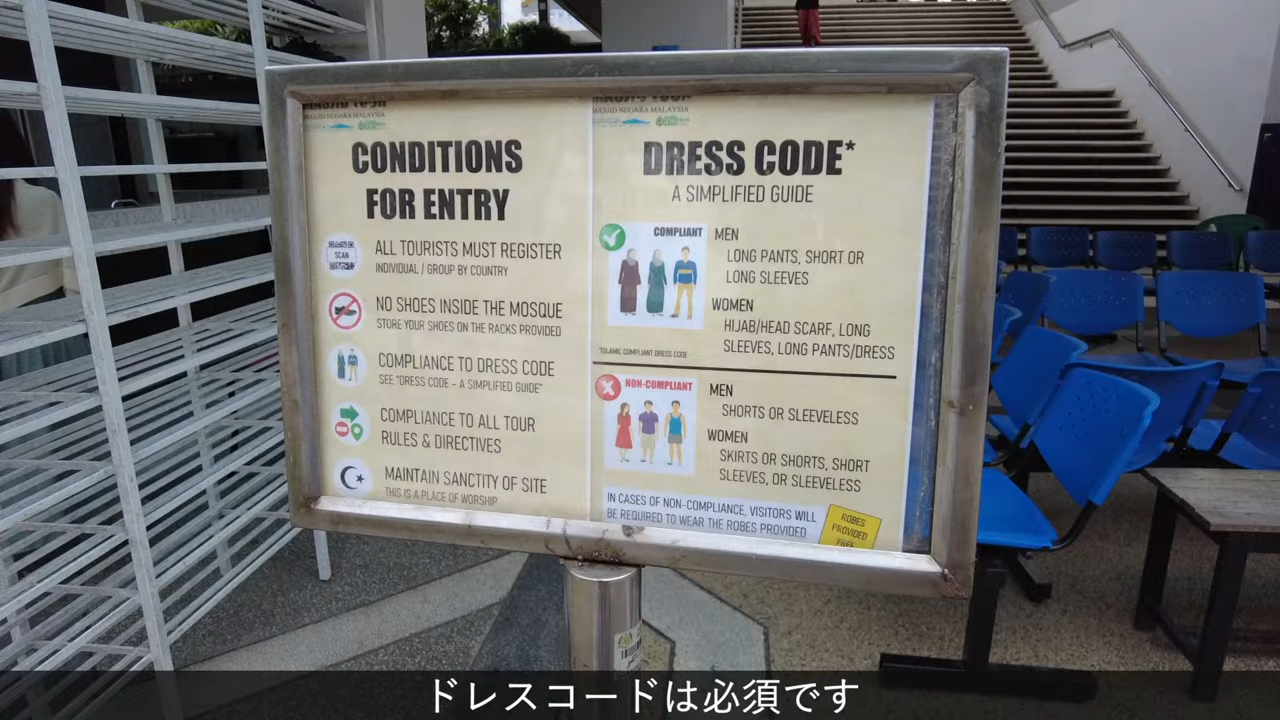 MASJID NEGARA MALAYSIA
CONDITIONS
FOR ENTRY
SCAN
ALL TOURISTS MUST REGISTER
INDIVIDUAL / GROUP BY COUNTRY
NO SHOES INSIDE THE MOSQUE
STORE YOUR SHOES ON THE RACKS PROVIDED
COMPLIANCE TO DRESS CODE
SEE "DRESS CODE – A SIMPLIFIED GUIDE"
COMPLIANCE TO ALL TOUR
RULES & DIRECTIVES
MAINTAIN SANCTITY OF SITE
THIS IS A PLACE OF WORSHIP
MASJID TOUR
MASJID NEGARA MALAYSIA
DRESS CODE*
A SIMPLIFIED GUIDE
COMPLIANT
MEN
LONG PANTS, SHORT OR
LONG SLEEVES
WOMEN
HIJAB/HEAD SCARF, LONG
SLEEVES, LONG PANTS/DRESS
*ISLAMIC COMPLIANT DRESS CODE
NON-COMPLIANT
MEN
SHORTS OR SLEEVELESS
WOMEN
SKIRTS OR SHORTS, SHORT
SLEEVES, OR SLEEVELESS
IN CASES OF NON-COMPLIANCE, VISITORS WILL
BE REQUIRED TO WEAR THE ROBES PROVIDED
ROBES
PROVIDED
FREE
ドレスコードは必須です